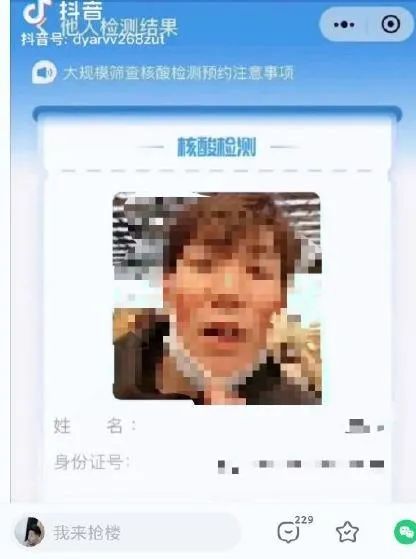 抖音
抖音号: dyarvv268zut
他人检测结果
大规模筛查核酸检测预约注意事项
核酸检测
姓 名：
身份证号：
我来抢楼
229